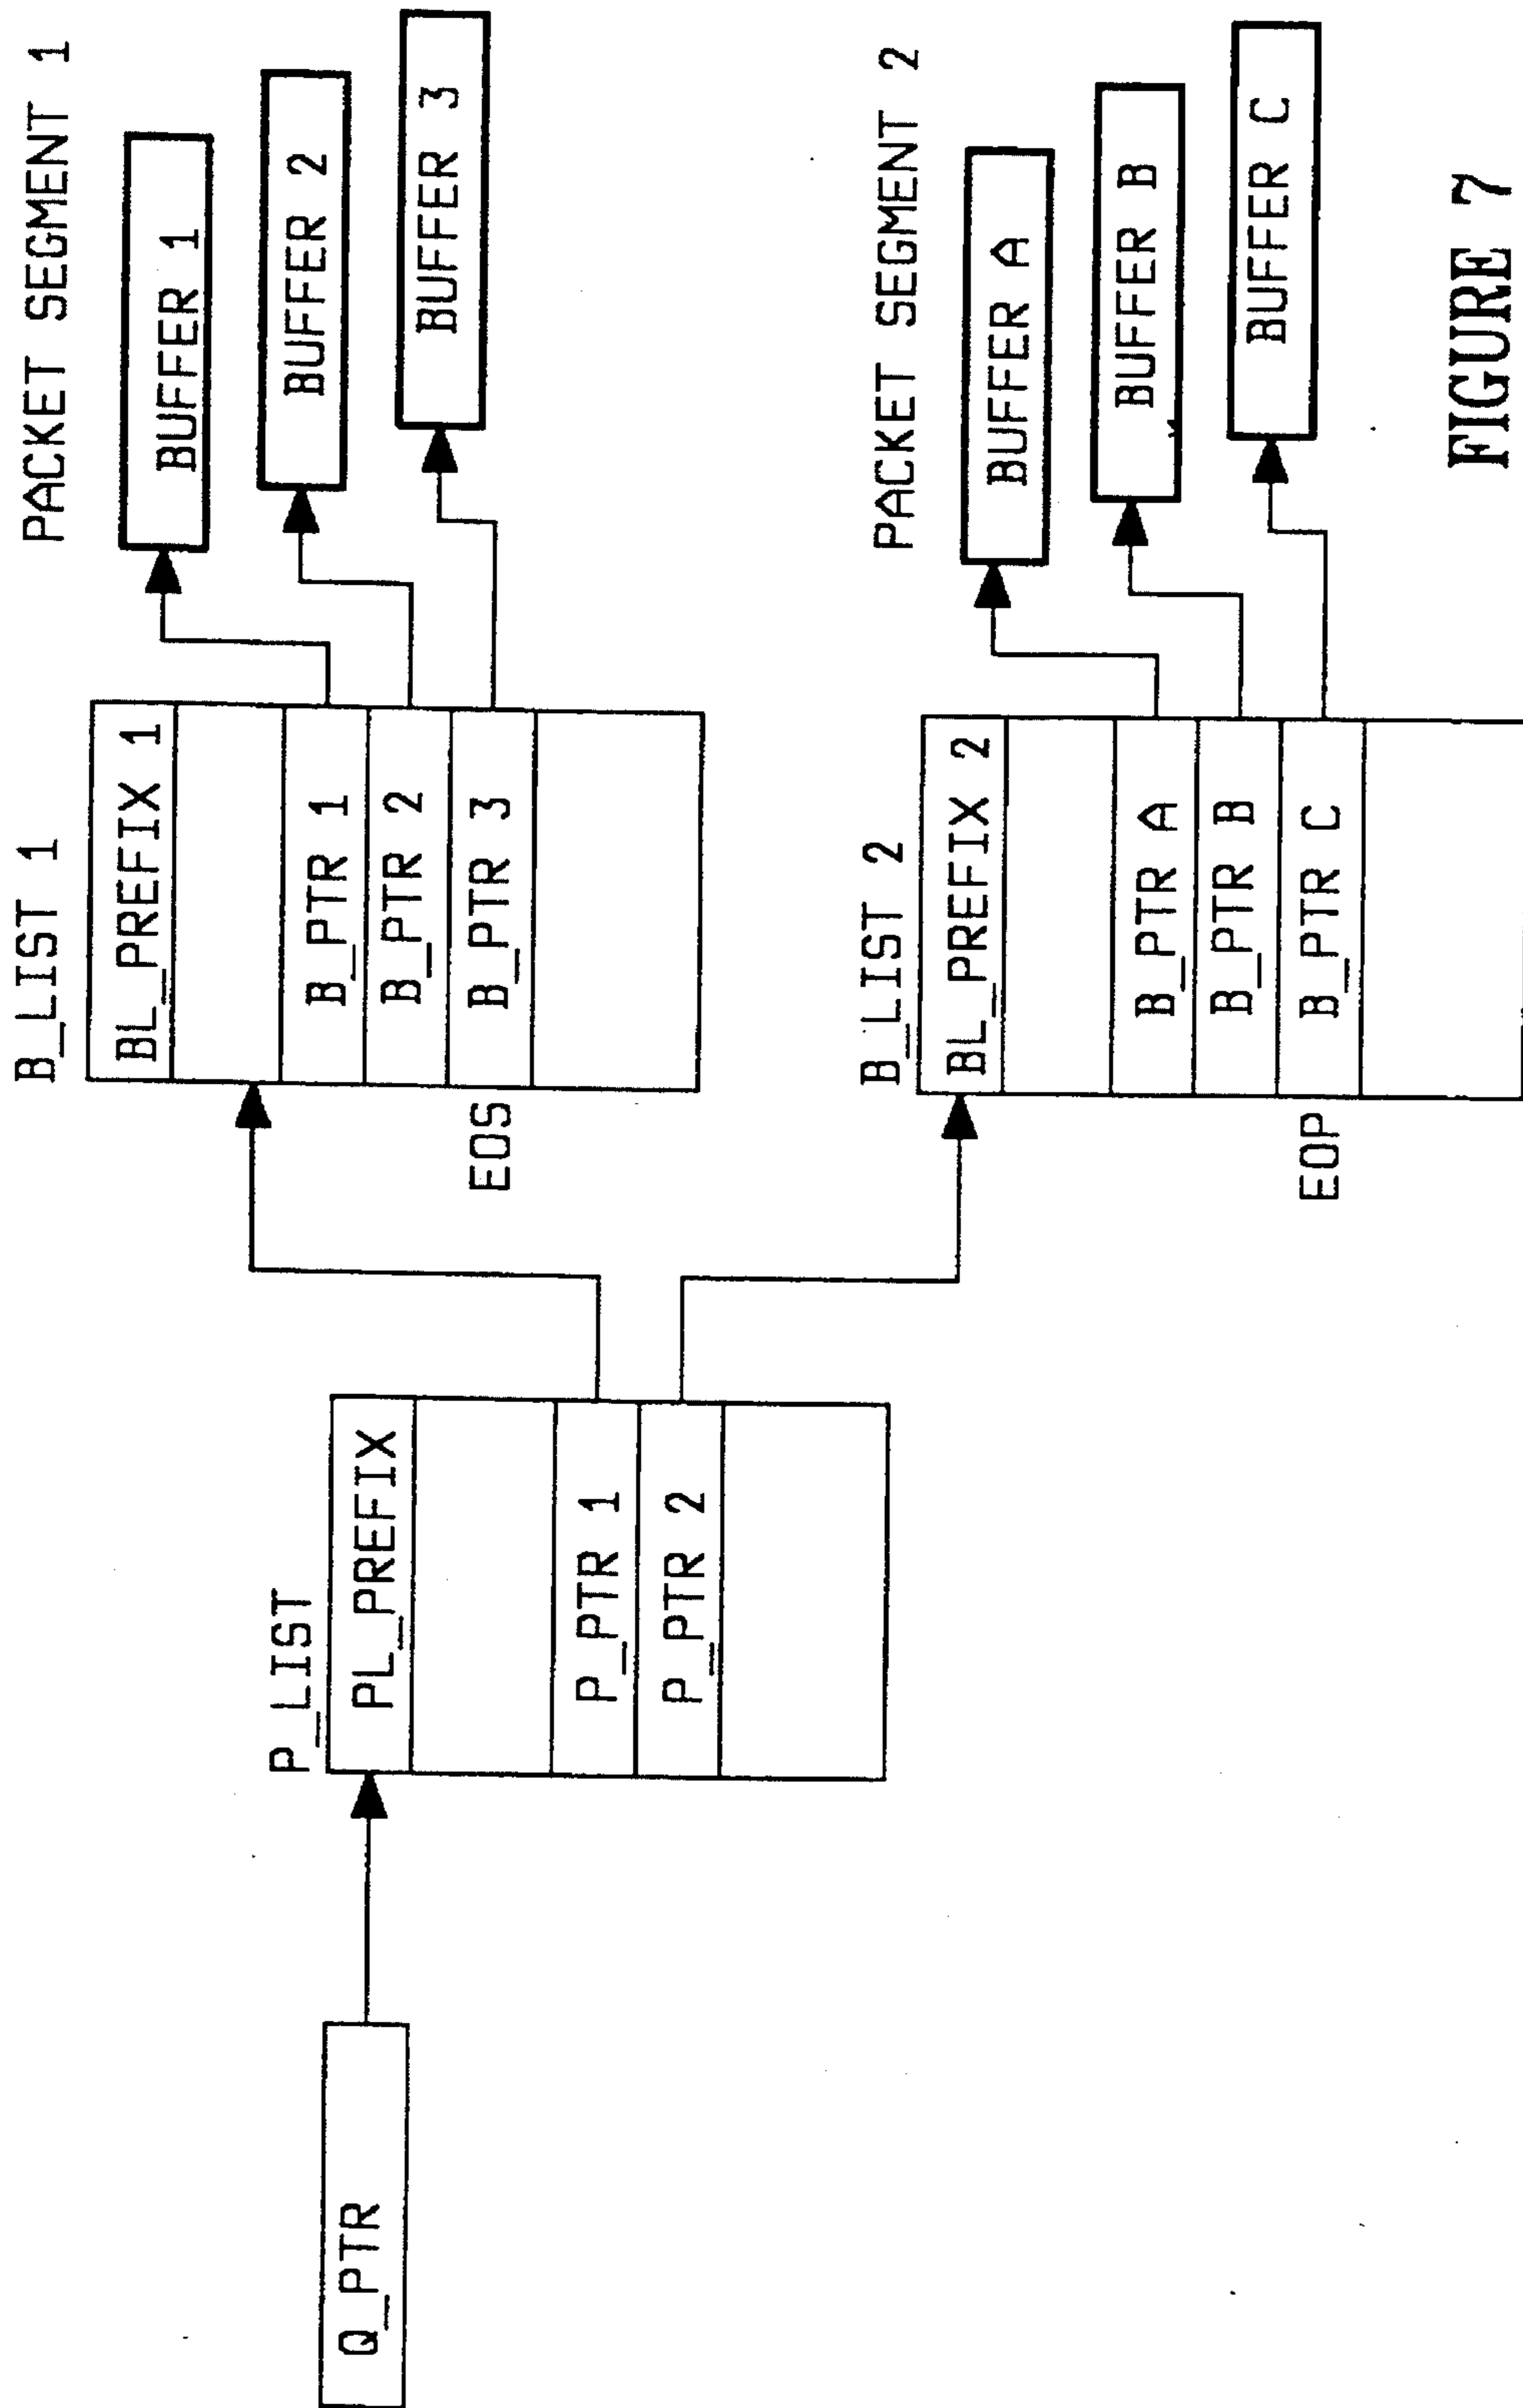 Q_PTR
P_LIST
PL_PREFIX
P_PTR 1
P_PTR 2
B_LIST 1
BL_PREFIX 1
B_PTR 1
B_PTR 2
B_PTR 3
EOS
PACKET SEGMENT 1
BUFFER 1
BUFFER 2
BUFFER 3
B_LIST 2
BL_PREFIX 2
B_PTR A
B_PTR B
B_PTR C
EOP
PACKET SEGMENT 2
BUFFER A
BUFFER B
BUFFER C
FIGURE 7